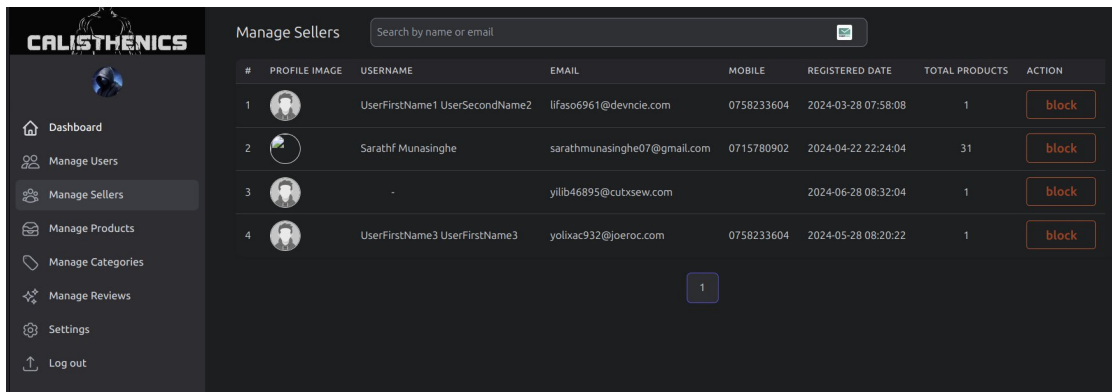 CALISTHENICS
Dashboard
Manage Users
Manage Sellers
Manage Products
Manage Categories
Manage Reviews
Settings
Log out
Manage Sellers
Search by name or email
# PROFILE IMAGE USERNAME EMAIL MOBILE REGISTERED DATE TOTAL PRODUCTS ACTION
1 UserFirstName1 UserSecondName2 lifaso6961@devncie.com 0758233604 2024-03-28 07:58:08 1 block
2 Sarathf Munasinghe sarathmunasinghe07@gmail.com 0715780902 2024-04-22 22:24:04 31 block
3 - yilib46895@cutxsew.com 2024-06-28 08:32:04 1 block
4 UserFirstName3 UserFirstName3 yolixac932@joeroc.com 0758233604 2024-05-28 08:20:22 1 block
1